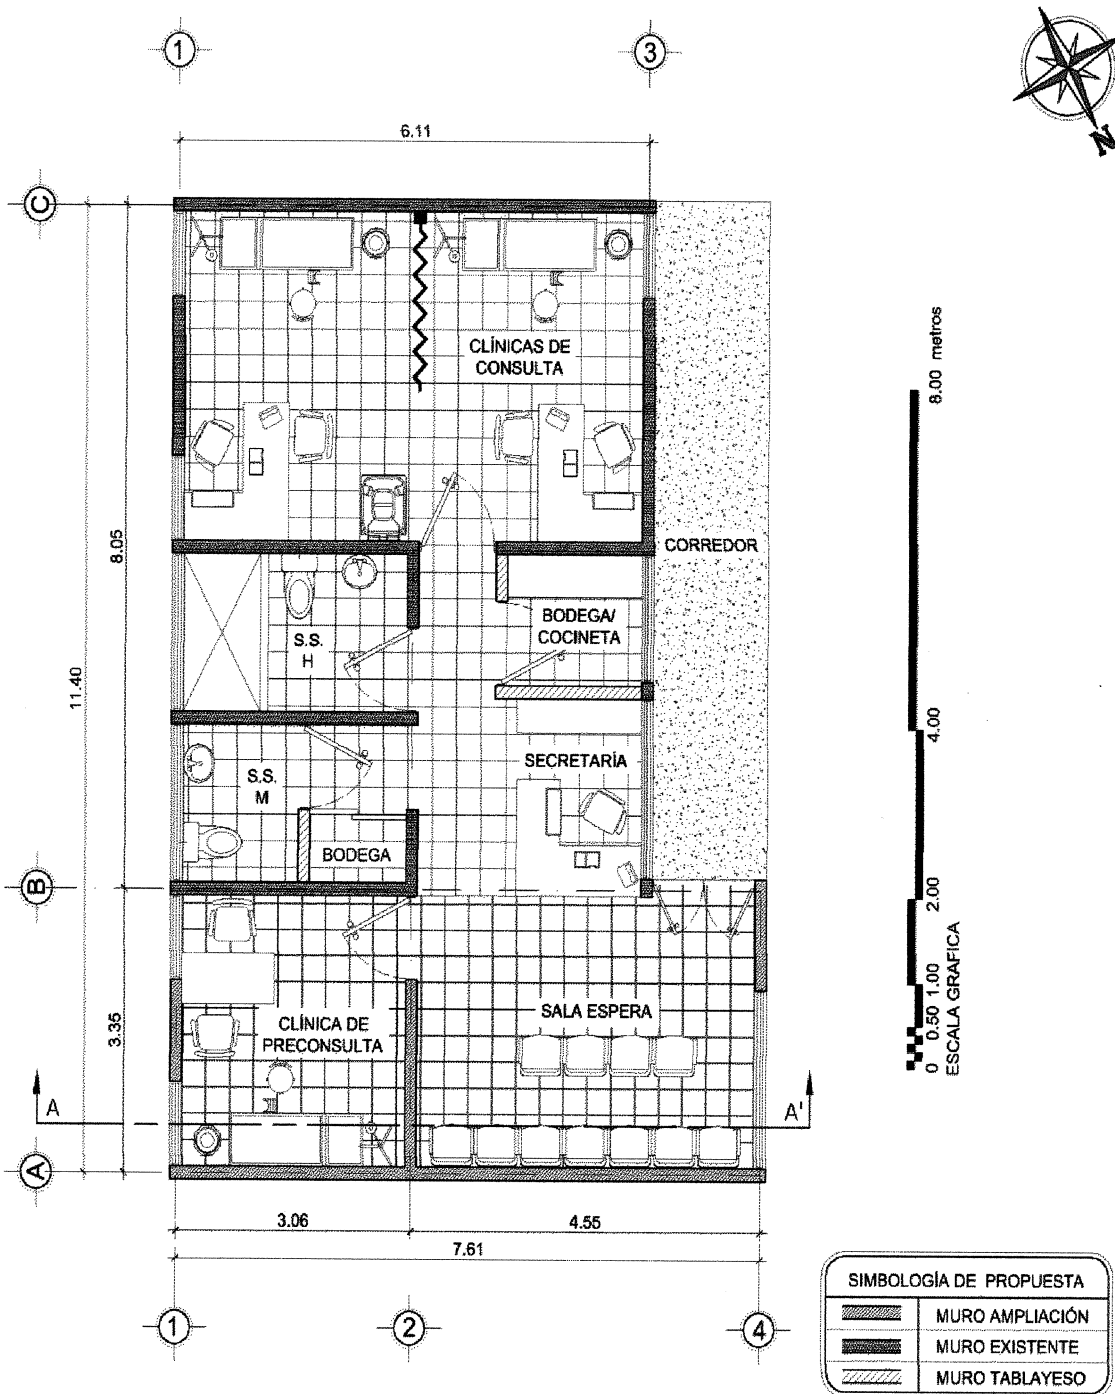 1
3
N
6.11
C
CLÍNICAS DE
CONSULTA
8.00 metros
CORREDOR
8.05
BODEGA/
COCINETA
S.S.
H
11.40
4.00
SECRETARÍA
S.S.
M
BODEGA
B
2.00
1.00
0.50
0
ESCALA GRAFICA
SALA ESPERA
CLÍNICA DE
PRECONSULTA
3.35
A
A'
A
3.06
4.55
7.61
1
2
4
SIMBOLOGÍA DE PROPUESTA
MURO AMPLIACIÓN
MURO EXISTENTE
MURO TABLAYESO